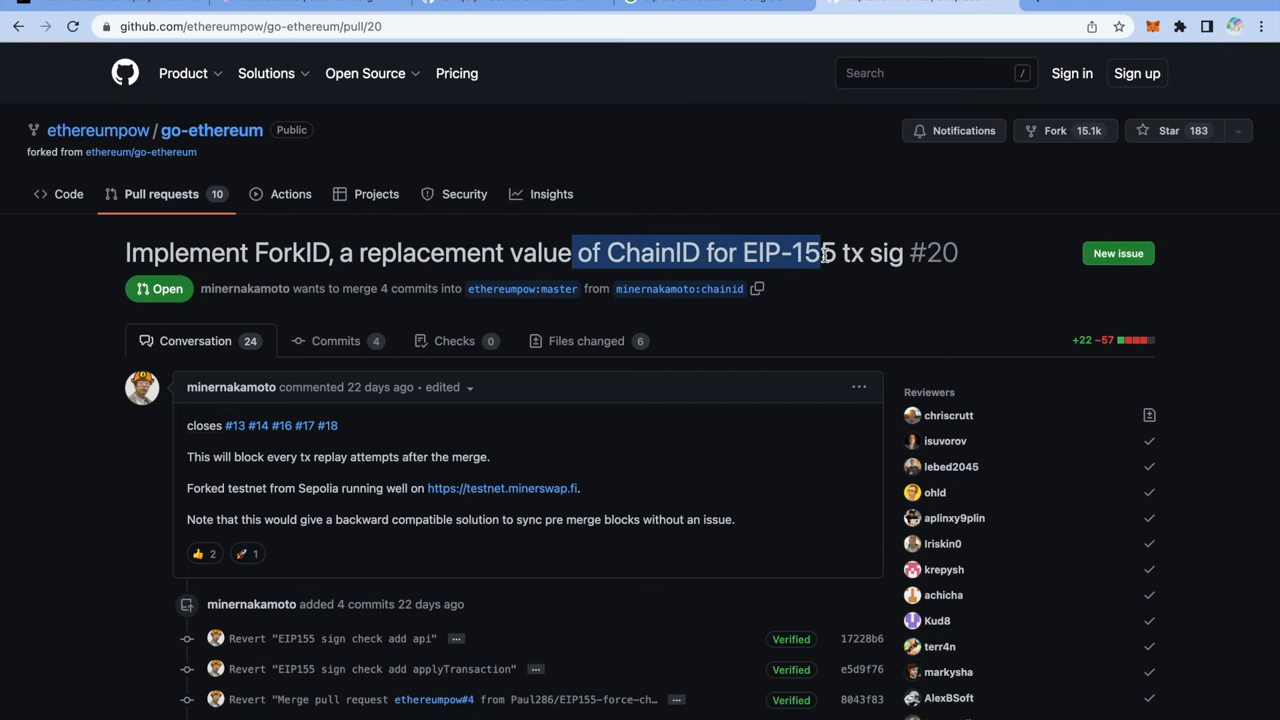 github.com/ethereumpow/go-ethereum/pull/20
Product Solutions Open Source Pricing Search / Sign in Sign up
ethereumpow / go-ethereum Public Notifications Fork 15.1k Star 183
forked from ethereum/go-ethereum
Code Pull requests 10 Actions Projects Security Insights
Implement ForkID, a replacement value of ChainID for EIP-155 tx sig #20 New issue
Open minernakamoto wants to merge 4 commits into ethereumpow:master from minernakamoto:chainid
Conversation 24 Commits 4 Checks 0 Files changed 6 +22 −57
minernakamoto commented 22 days ago • edited
Reviewers
closes #13 #14 #16 #17 #18
chriscrutt
This will block every tx replay attempts after the merge.
isuvorov
lebed2045
Forked testnet from Sepolia running well on https://testnet.minerswap.fi.
ohld
Note that this would give a backward compatible solution to sync pre merge blocks without an issue.
aplinxy9plin
👍 2 🚀 1
Iriskin0
krepysh
minernakamoto added 4 commits 22 days ago
achicha
Kud8
Revert "EIP155 sign check add api" ... Verified 17228b6
terr4n
Revert "EIP155 sign check add applyTransaction" ... Verified e5d9f76
markysha
Revert "Merge pull request ethereumpow#4 from Paul286/EIP155-force-ch… ... Verified 8043f83
AlexBSoft